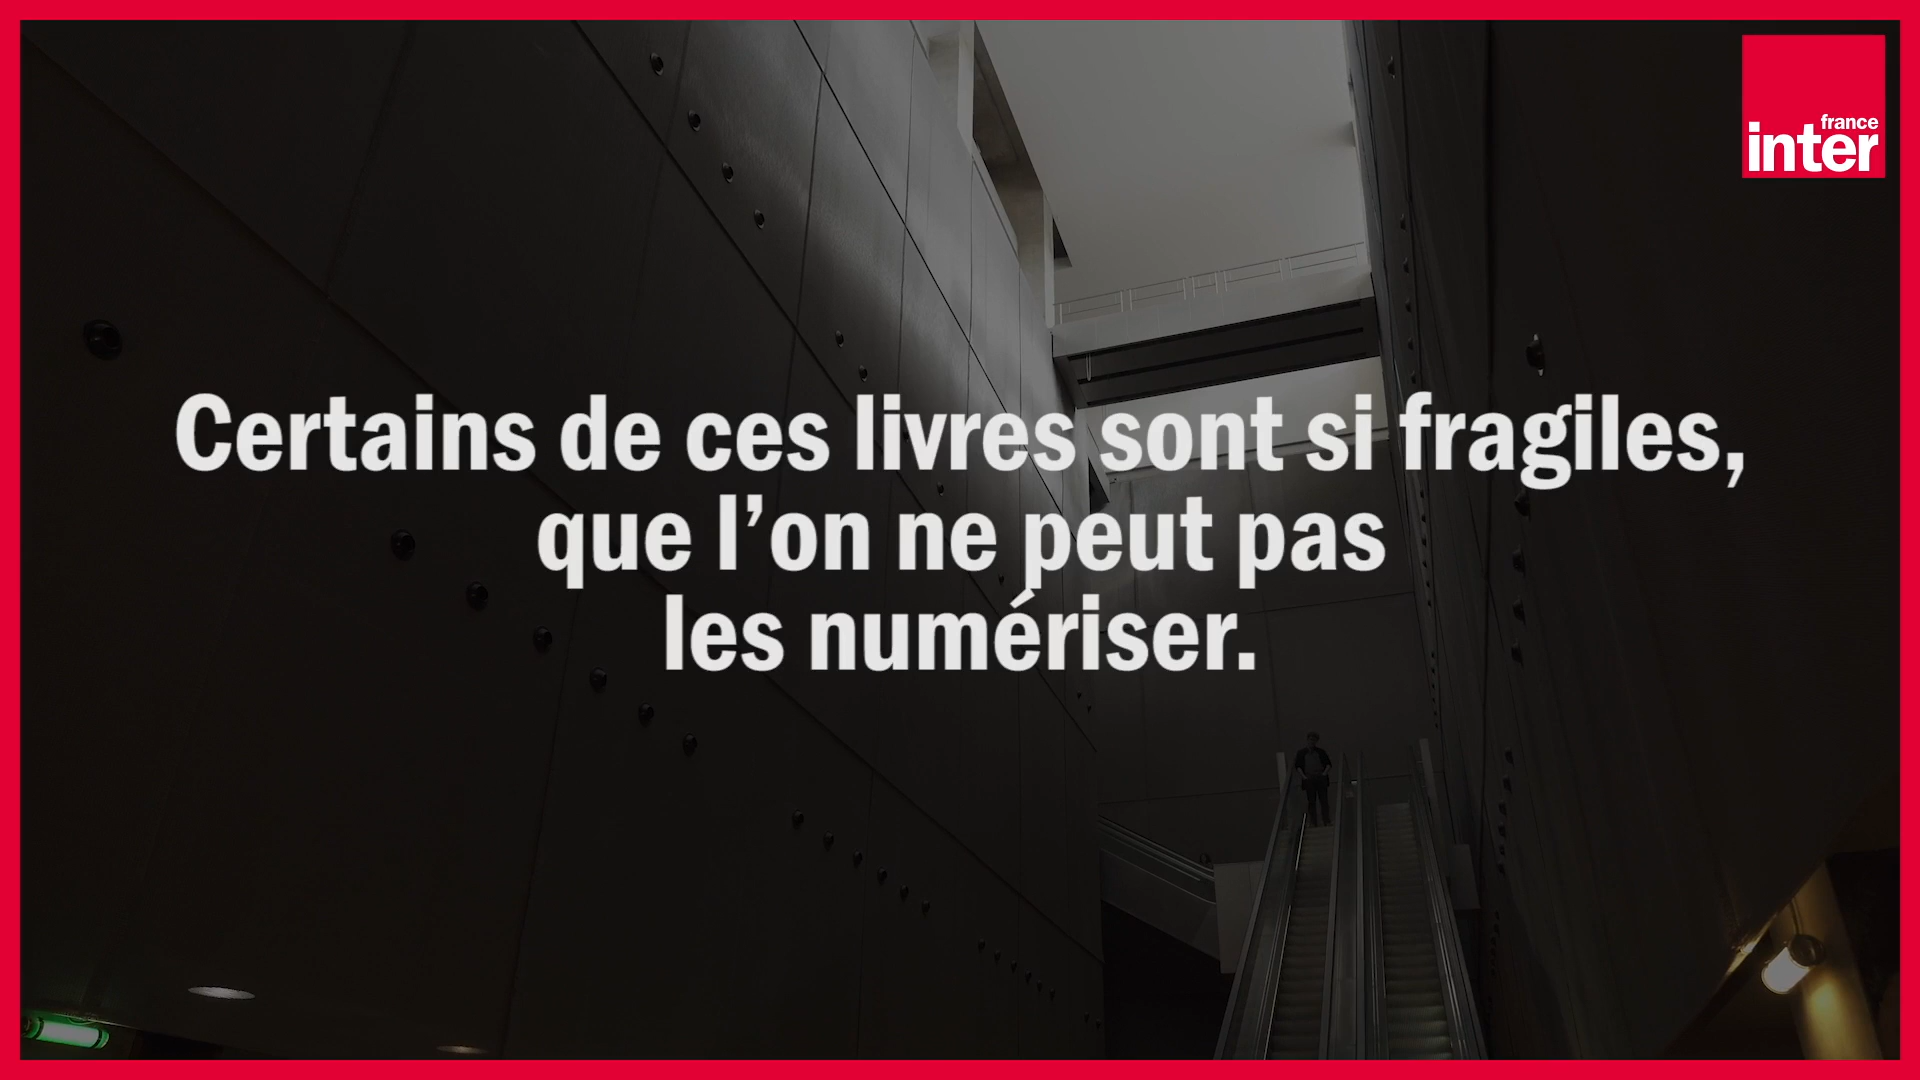 france
inter
Certains de ces livres sont si fragiles,
que l’on ne peut pas
les numériser.